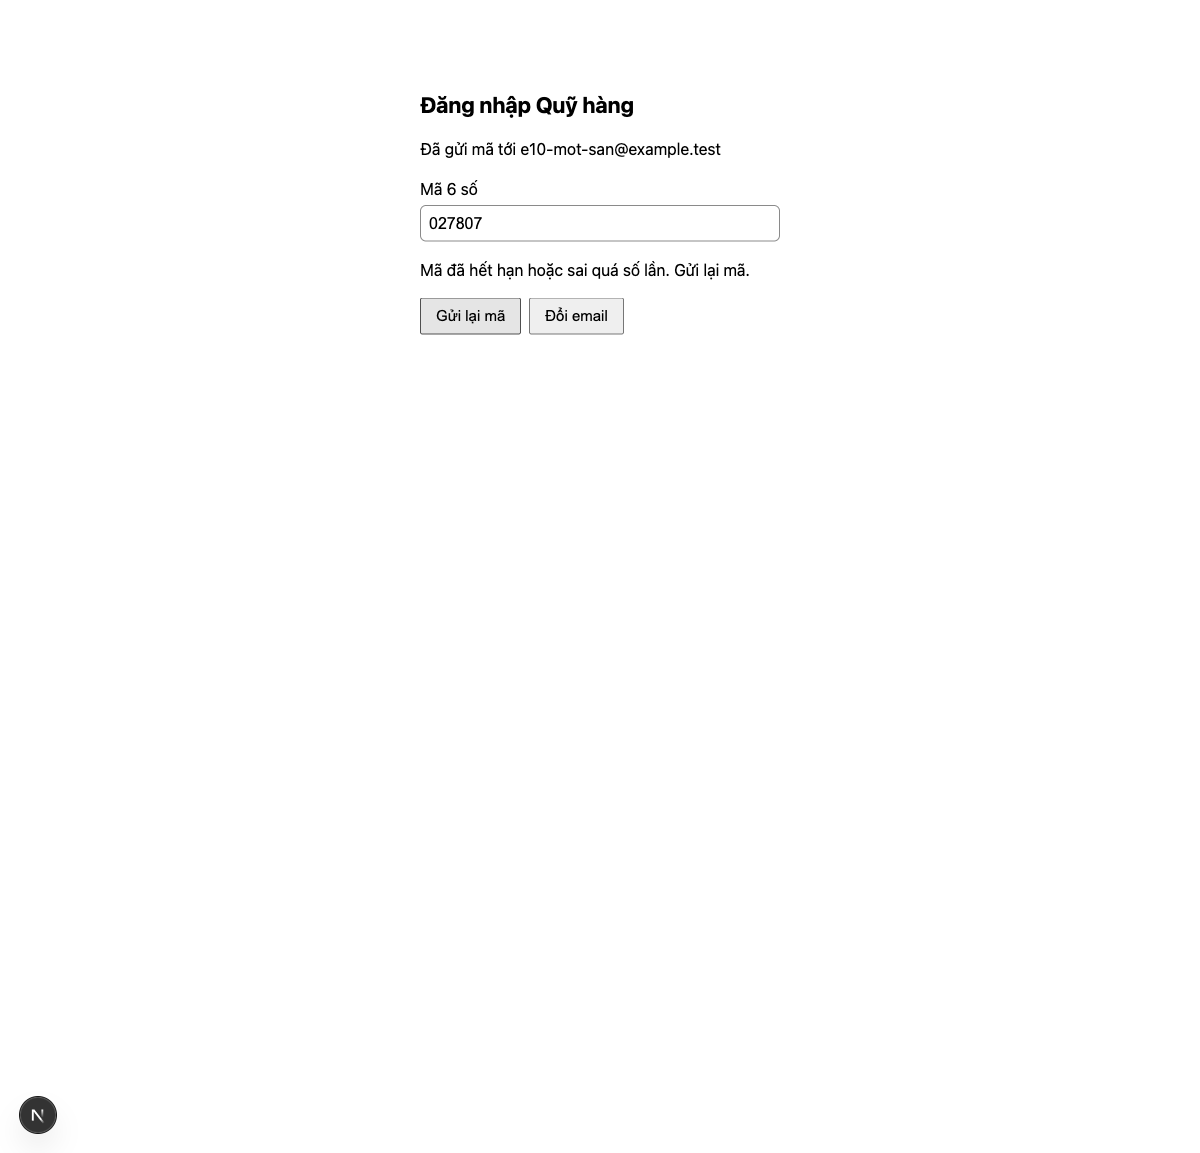 Đăng nhập Quỹ hàng
Đã gửi mã tới e10-mot-san@example.test
Mã 6 số
027807
Mã đã hết hạn hoặc sai quá số lần. Gửi lại mã.
Gửi lại mã Đổi email
N